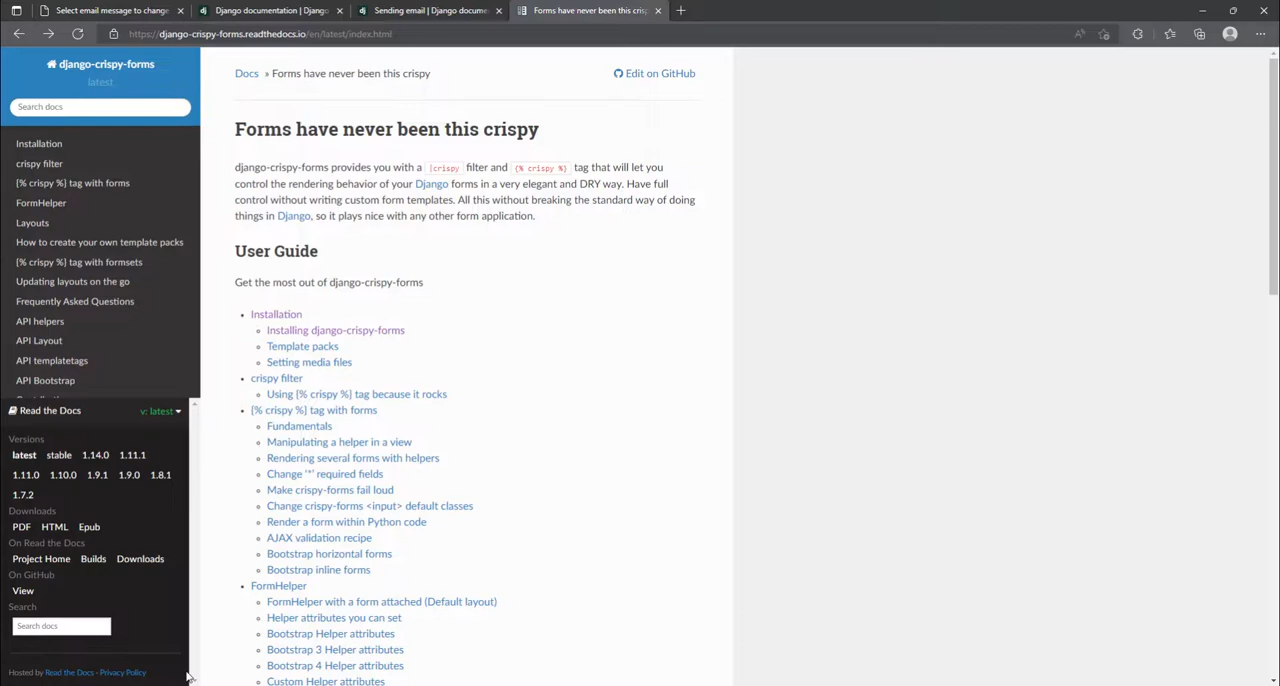 Select email message to change
Django documentation | Django
Sending email | Django docume
Forms have never been this crisp
https://django-crispy-forms.readthedocs.io/en/latest/index.html
django-crispy-forms
latest
Search docs
Installation
crispy filter
{% crispy %} tag with forms
FormHelper
Layouts
How to create your own template packs
{% crispy %} tag with formsets
Updating layouts on the go
Frequently Asked Questions
API helpers
API Layout
API templatetags
API Bootstrap
Read the Docs
v: latest
Versions
latest stable 1.14.0 1.11.1
1.11.0 1.10.0 1.9.1 1.9.0 1.8.1
1.7.2
Downloads
PDF HTML Epub
On Read the Docs
Project Home Builds Downloads
On GitHub
View
Search
Search docs
Hosted by Read the Docs · Privacy Policy
Docs » Forms have never been this crispy
Edit on GitHub
Forms have never been this crispy
django-crispy-forms provides you with a |crispy filter and {% crispy %} tag that will let you
control the rendering behavior of your Django forms in a very elegant and DRY way. Have full
control without writing custom form templates. All this without breaking the standard way of doing
things in Django, so it plays nice with any other form application.
User Guide
Get the most out of django-crispy-forms
Installation
Installing django-crispy-forms
Template packs
Setting media files
crispy filter
Using {% crispy %} tag because it rocks
{% crispy %} tag with forms
Fundamentals
Manipulating a helper in a view
Rendering several forms with helpers
Change '*' required fields
Make crispy-forms fail loud
Change crispy-forms <input> default classes
Render a form within Python code
AJAX validation recipe
Bootstrap horizontal forms
Bootstrap inline forms
FormHelper
FormHelper with a form attached (Default layout)
Helper attributes you can set
Bootstrap Helper attributes
Bootstrap 3 Helper attributes
Bootstrap 4 Helper attributes
Custom Helper attributes